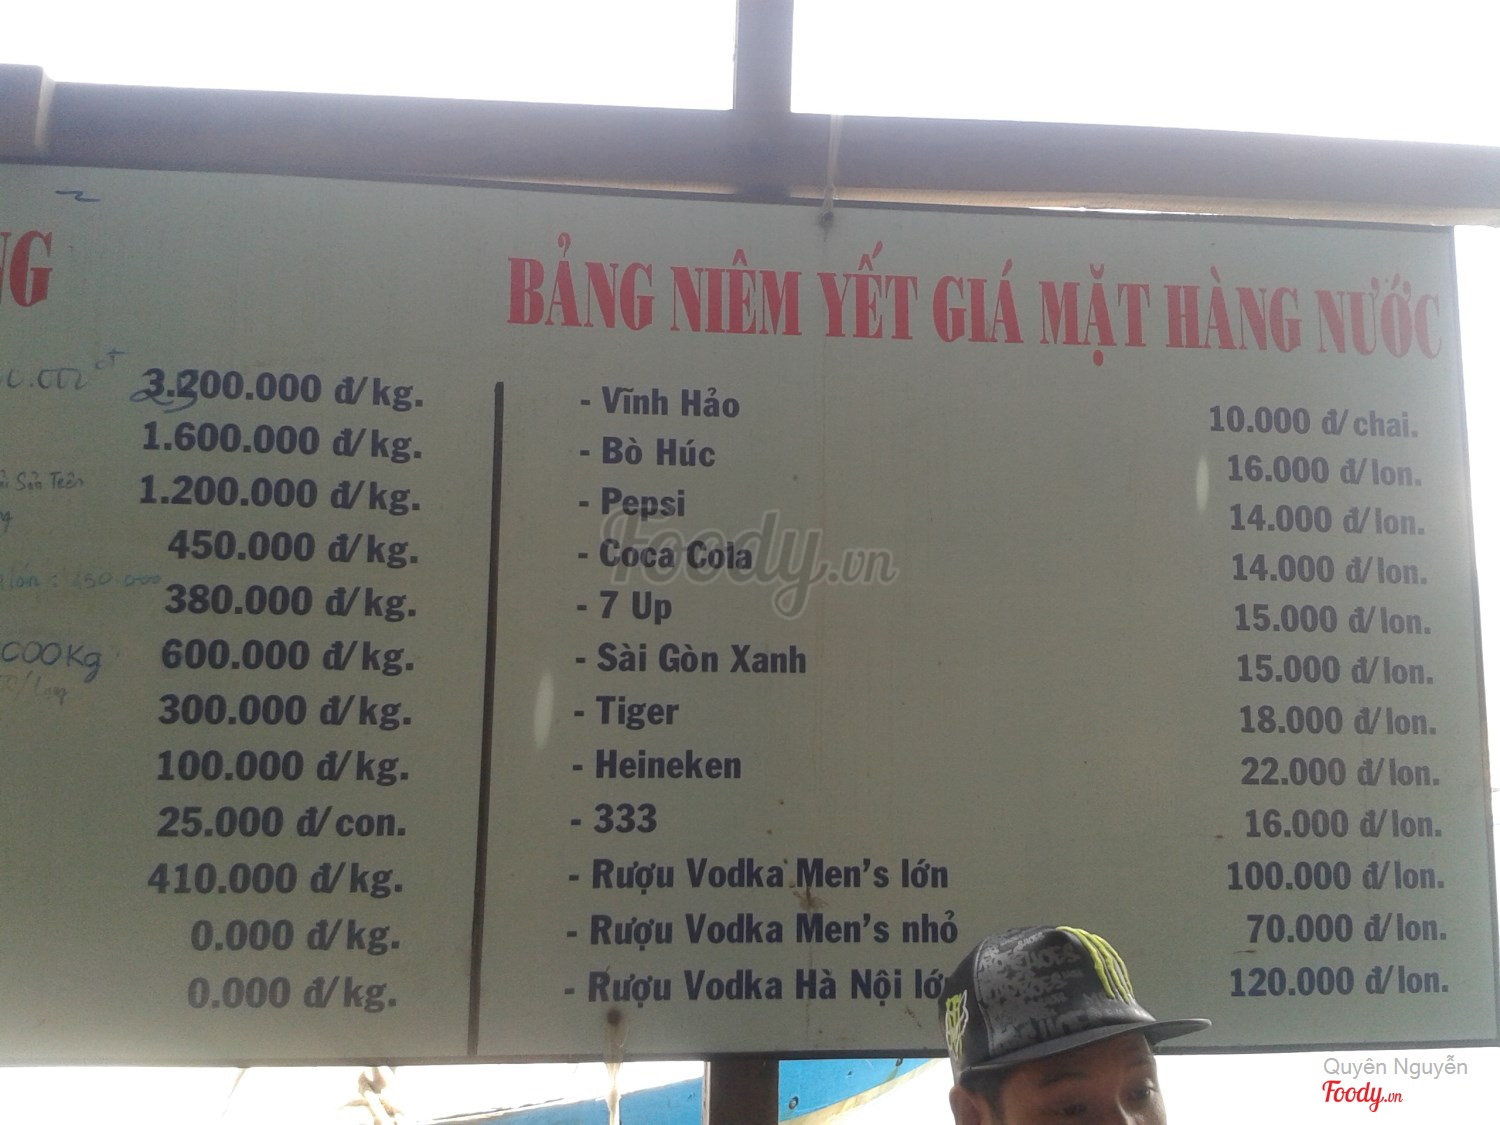 BẢNG NIÊM YẾT GIÁ MẶT HÀNG NƯỚC
NG
3.200.000 đ/kg.
1.600.000 đ/kg.
1.200.000 đ/kg.
450.000 đ/kg.
lớn : 450.000
380.000 đ/kg.
000Kg
600.000 đ/kg.
300.000 đ/kg.
100.000 đ/kg.
25.000 đ/con.
410.000 đ/kg.
0.000 đ/kg.
0.000 đ/kg.
- Vĩnh Hảo 10.000 đ/chai.
- Bò Húc 16.000 đ/lon.
- Pepsi 14.000 đ/lon.
- Coca Cola 14.000 đ/lon.
- 7 Up 15.000 đ/lon.
- Sài Gòn Xanh 15.000 đ/lon.
- Tiger 18.000 đ/lon.
- Heineken 22.000 đ/lon.
- 333 16.000 đ/lon.
- Rượu Vodka Men's lớn 100.000 đ/lon.
- Rượu Vodka Men's nhỏ 70.000 đ/lon.
- Rượu Vodka Hà Nội lớ 120.000 đ/lon.
Foody.vn
Quyên Nguyễn
Foody.vn